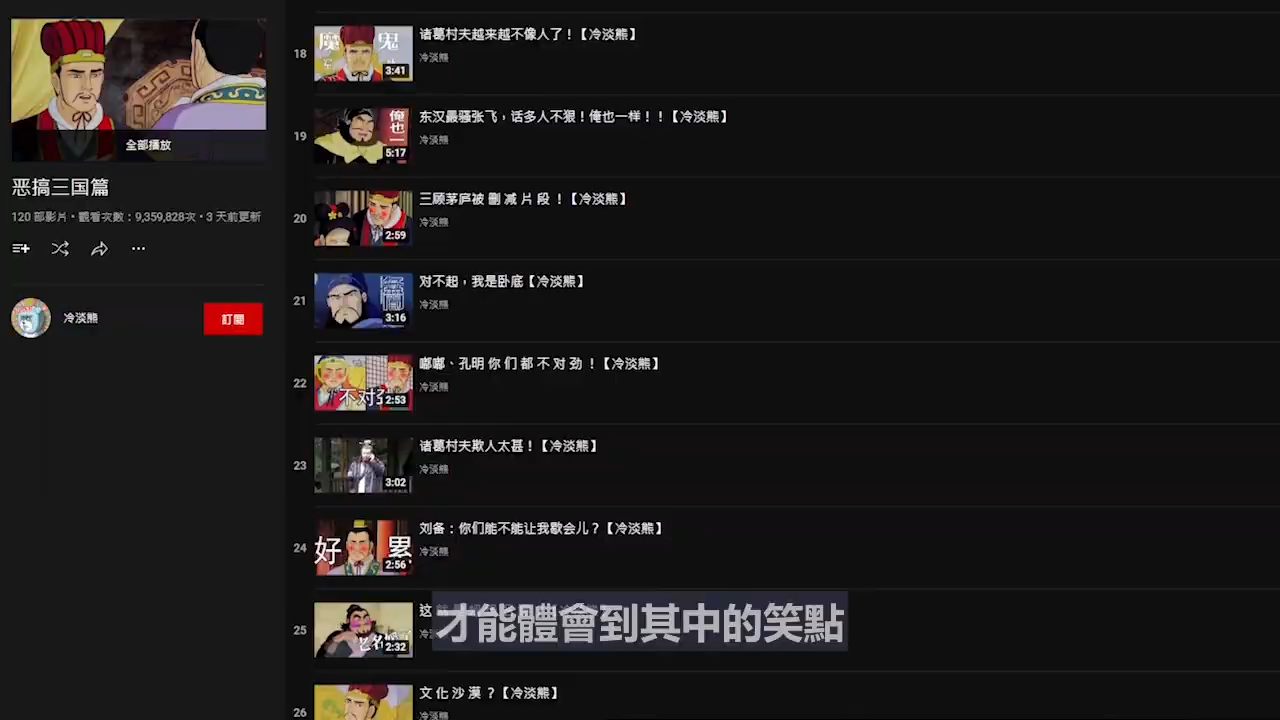 全部播放
恶搞三国篇
120 部影片 • 觀看次數：9,359,828次 • 3 天前更新
冷淡熊
訂閱
18
魔 鬼
3:41
诸葛村夫越来越不像人了！【冷淡熊】
冷淡熊
19
俺也一
5:17
东汉最骚张飞，话多人不狠！俺也一样！！【冷淡熊】
冷淡熊
20
2:59
三顾茅庐被 删 减 片 段 ！【冷淡熊】
冷淡熊
21
3:16
对不起，我是卧底【冷淡熊】
冷淡熊
22
不对劲
2:53
嘟嘟、孔明 你 们 都 不 对 劲 ！【冷淡熊】
冷淡熊
23
3:02
诸葛村夫欺人太甚！【冷淡熊】
冷淡熊
24
好 累
2:56
刘备：你们能不能让我歇会儿？【冷淡熊】
冷淡熊
25
2:32
这
才能體會到其中的笑點
26
文 化 沙 漠 ？【冷淡熊】
冷淡熊